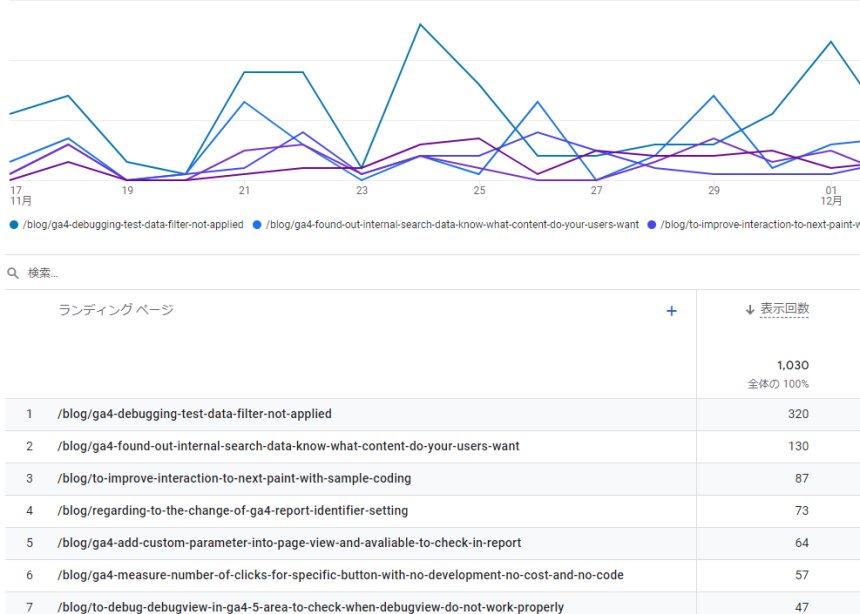 17 19 21 23 25 27 29 01
11月 12月
/blog/ga4-debugging-test-data-filter-not-applied /blog/ga4-found-out-internal-search-data-know-what-content-do-your-users-want /blog/to-improve-interaction-to-next-paint-w
検索...
ランディング ページ + ↓ 表示回数
1,030
全体の 100%
1 /blog/ga4-debugging-test-data-filter-not-applied 320
2 /blog/ga4-found-out-internal-search-data-know-what-content-do-your-users-want 130
3 /blog/to-improve-interaction-to-next-paint-with-sample-coding 87
4 /blog/regarding-to-the-change-of-ga4-report-identifier-setting 73
5 /blog/ga4-add-custom-parameter-into-page-view-and-avaliable-to-check-in-report 64
6 /blog/ga4-measure-number-of-clicks-for-specific-button-with-no-development-no-cost-and-no-code 57
7 /blog/to-debug-debugview-in-ga4-5-area-to-check-when-debugview-do-not-work-properly 47